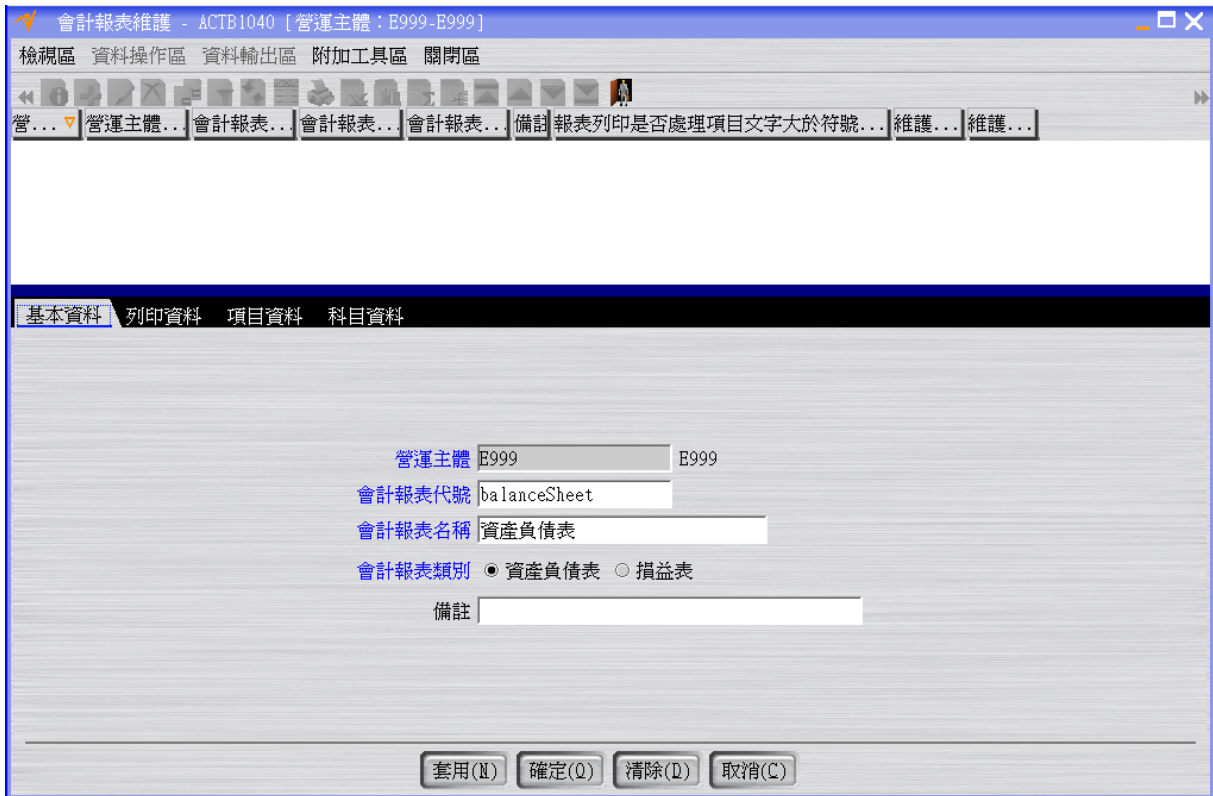 會計報表維護 - ACTB1040 [營運主體：E999-E999]
檢視區 資料操作區 資料輸出區 附加工具區 關閉區
營... 營運主體... 會計報表... 會計報表... 會計報表... 備註 報表列印是否處理項目文字大於符號... 維護... 維護...
基本資料 列印資料 項目資料 科目資料
營運主體 E999 E999
會計報表代號 balanceSheet
會計報表名稱 資產負債表
會計報表類別 資產負債表 損益表
備註
套用(N) 確定(O) 清除(D) 取消(C)